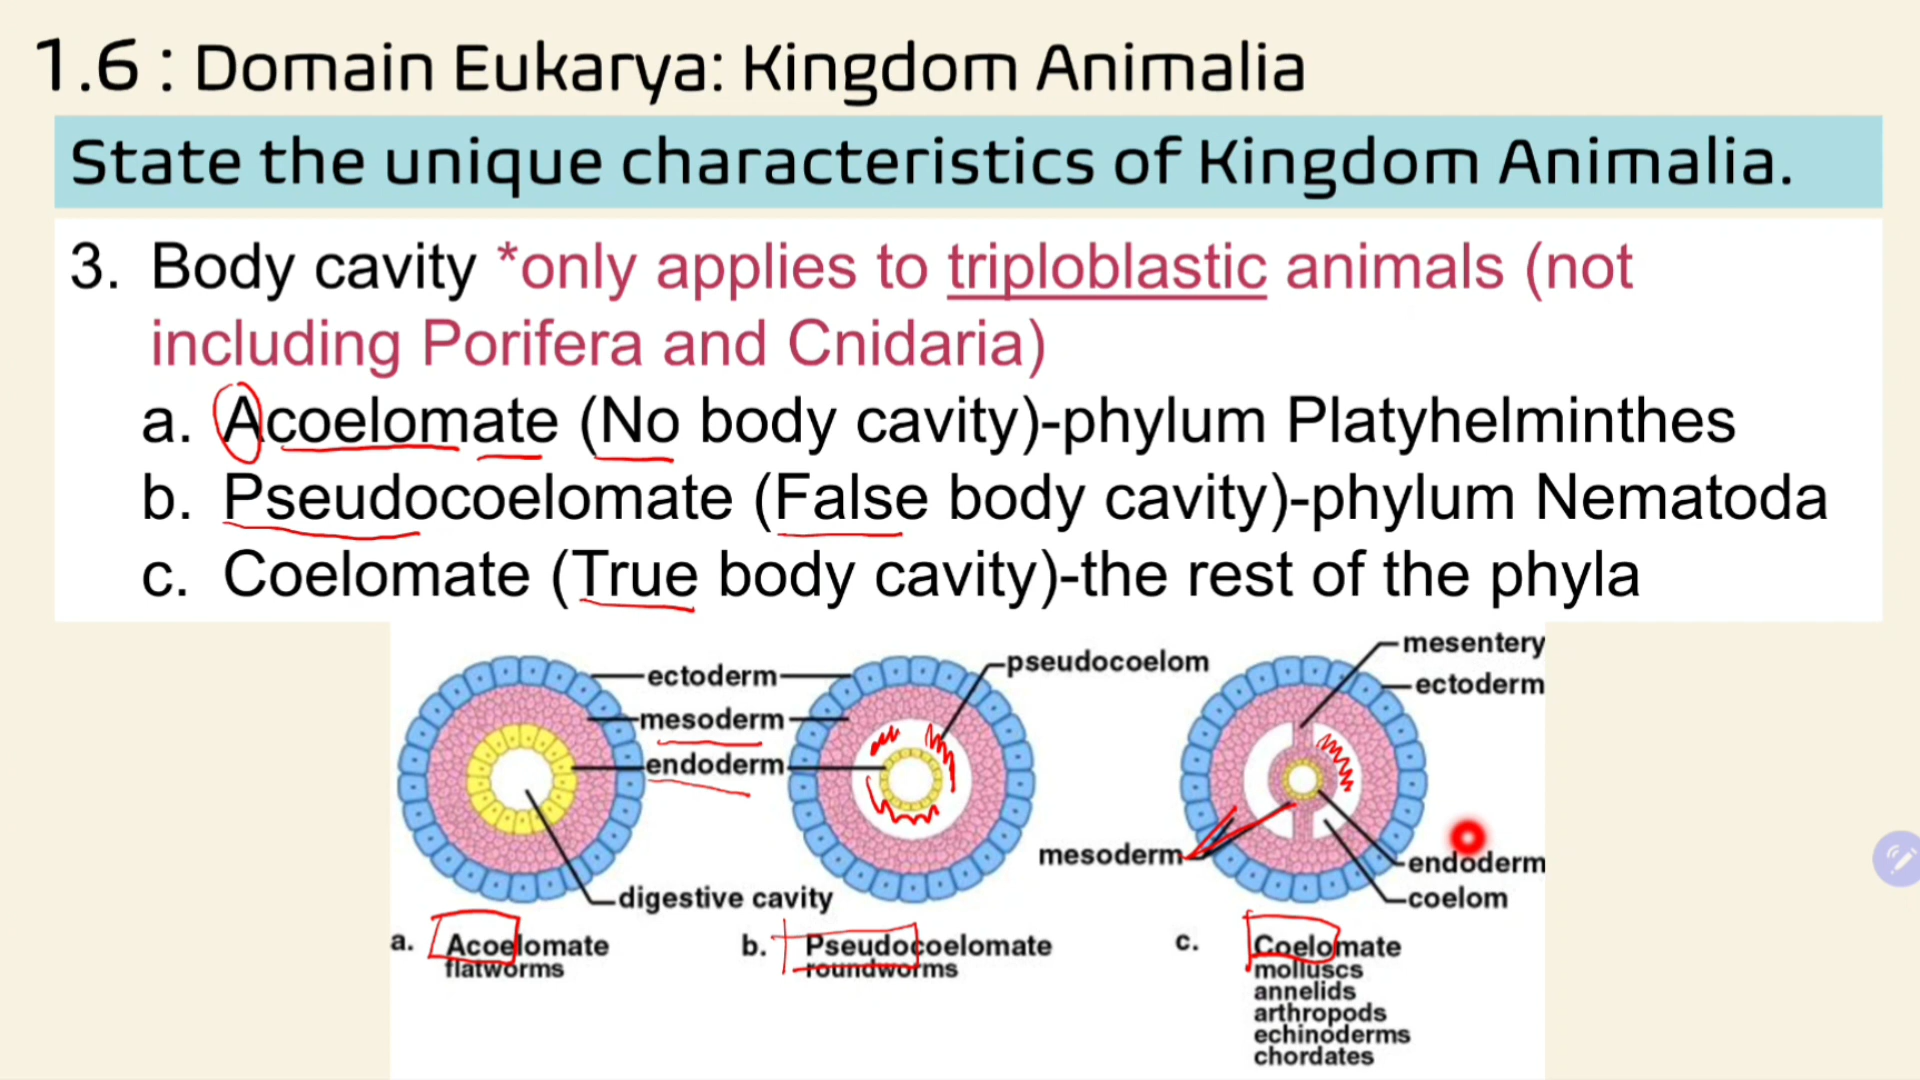 1.6 : Domain Eukarya: Kingdom Animalia
State the unique characteristics of Kingdom Animalia.
3. Body cavity *only applies to triploblastic animals (not
including Porifera and Cnidaria)
a. Acoelomate (No body cavity)-phylum Platyhelminthes
b. Pseudocoelomate (False body cavity)-phylum Nematoda
c. Coelomate (True body cavity)-the rest of the phyla
ectoderm
mesoderm
endoderm
digestive cavity
a. Acoelomate
flatworms
pseudocoelom
b. Pseudocoelomate
roundworms
mesentery
ectoderm
mesoderm
endoderm
coelom
c. Coelomate
molluscs
annelids
arthropods
echinoderms
chordates